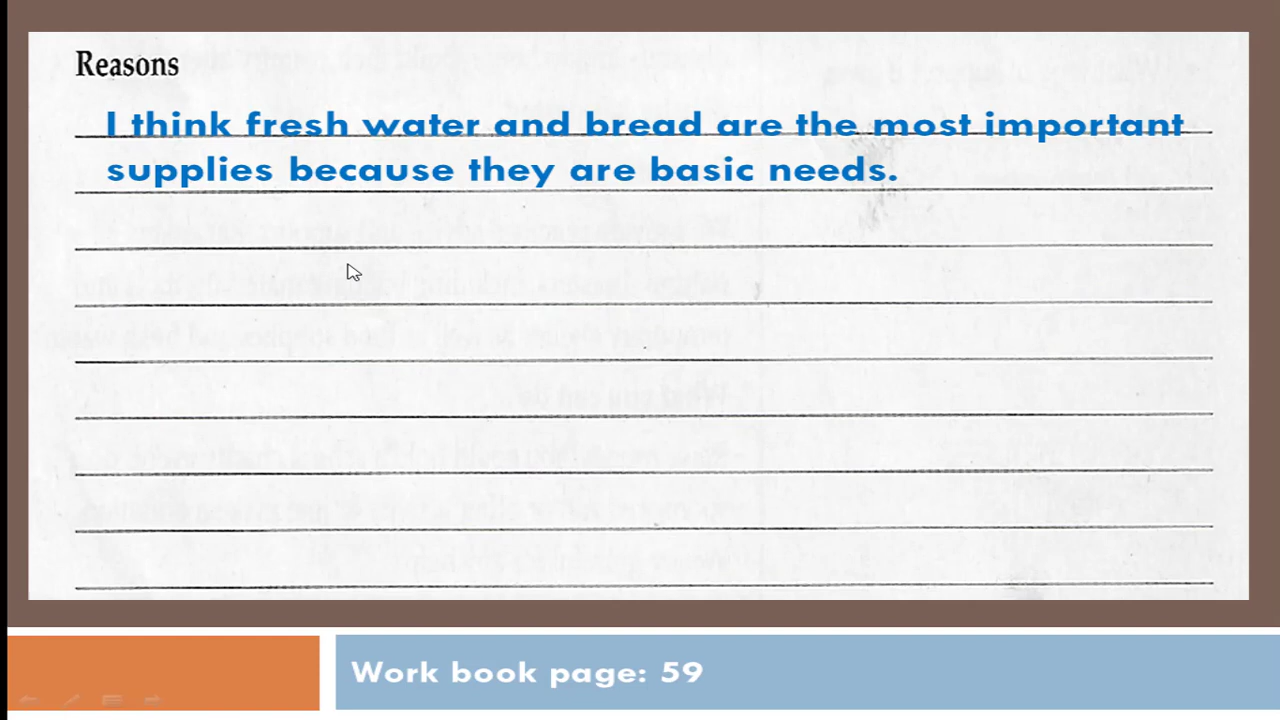 Reasons
I think fresh water and bread are the most important
supplies because they are basic needs.
Work book page: 59